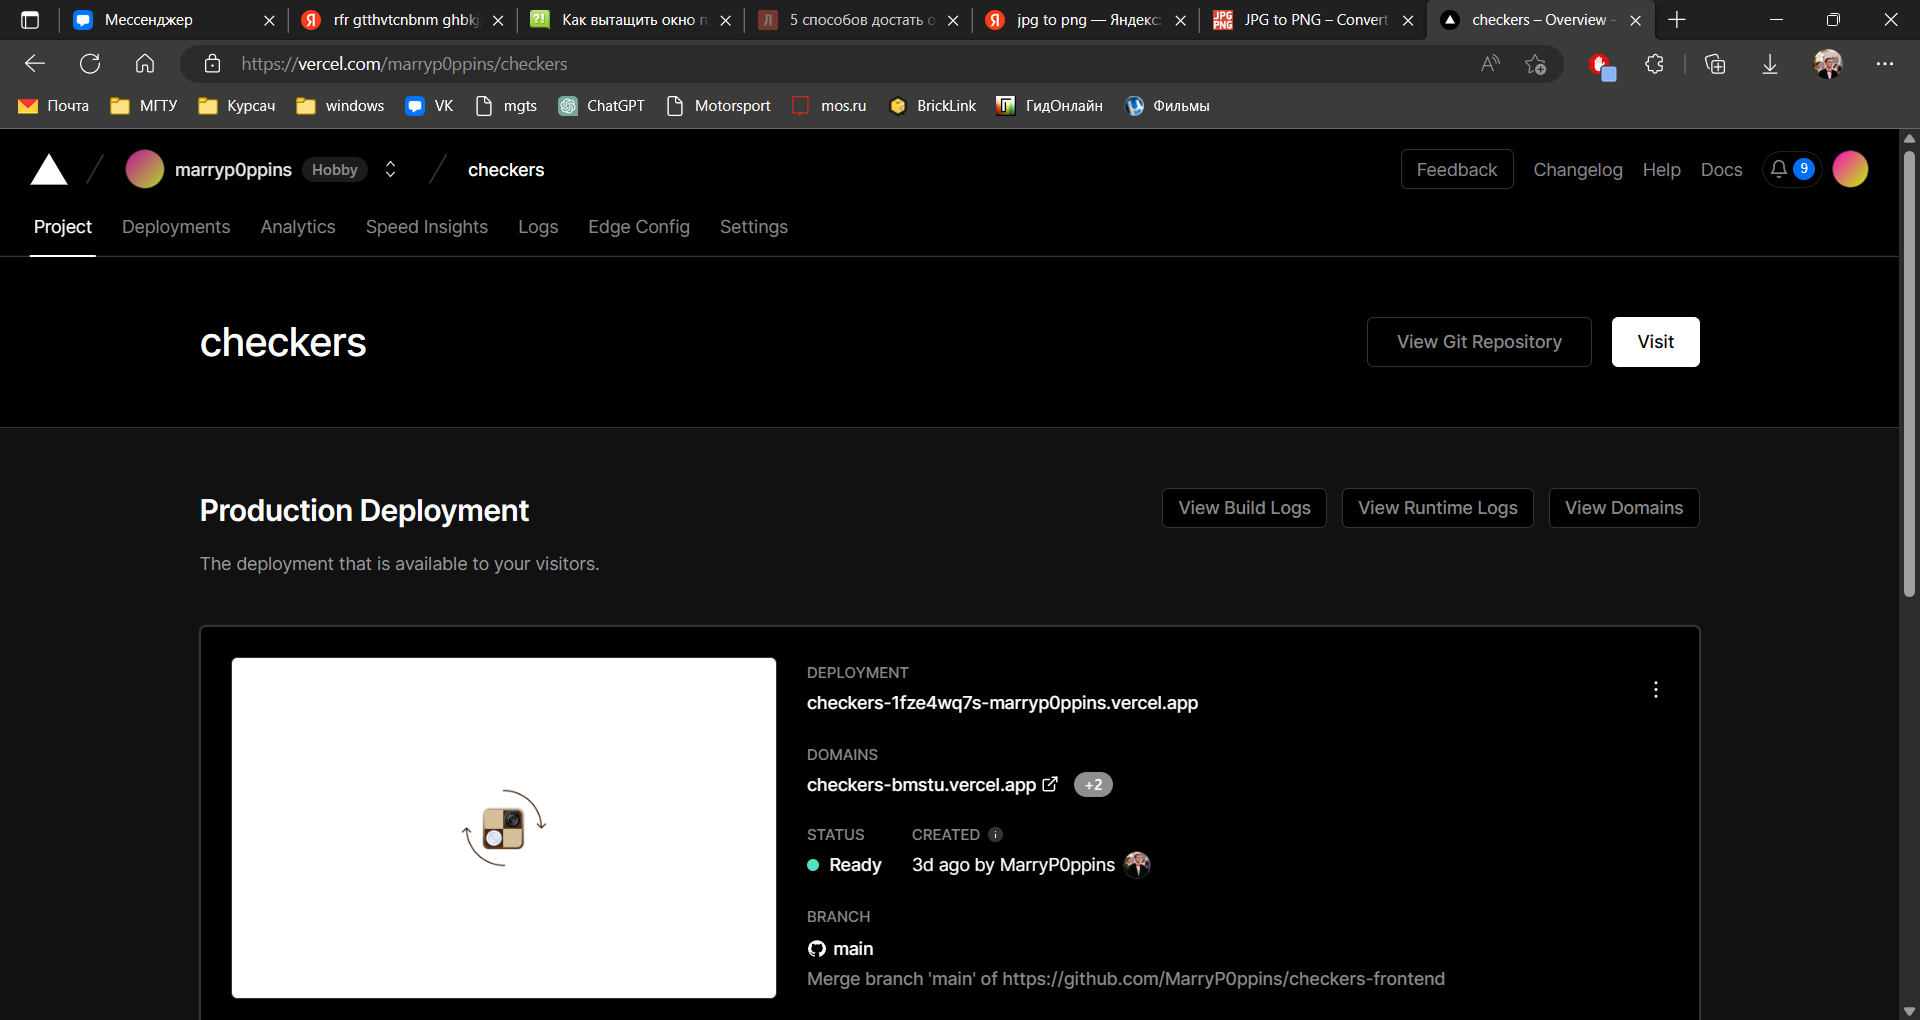 Мессенджер
rfr gtthvtcnbnm ghbkj
Как вытащить окно п
5 способов достать о
jpg to png — Яндекс:
JPG to PNG – Convert
checkers – Overview -
https://vercel.com/marryp0ppins/checkers
Почта МГТУ Курсач windows VK mgts ChatGPT Motorsport mos.ru BrickLink ГидОнлайн Фильмы
marryp0ppins Hobby checkers Feedback Changelog Help Docs 9
Project Deployments Analytics Speed Insights Logs Edge Config Settings
checkers View Git Repository Visit
Production Deployment View Build Logs View Runtime Logs View Domains
The deployment that is available to your visitors.
DEPLOYMENT
checkers-1fze4wq7s-marryp0ppins.vercel.app
DOMAINS
checkers-bmstu.vercel.app +2
STATUS CREATED
Ready 3d ago by MarryP0ppins
BRANCH
main
Merge branch 'main' of https://github.com/MarryP0ppins/checkers-frontend